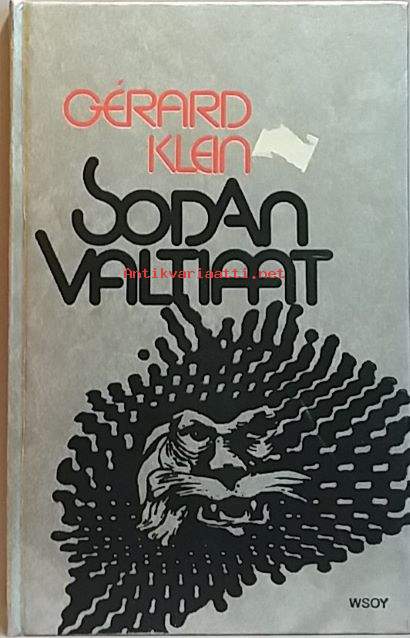 GÉRARD
KLEIN
SODAN
VALTIAAT
Antikvariaatti.net
WSOY